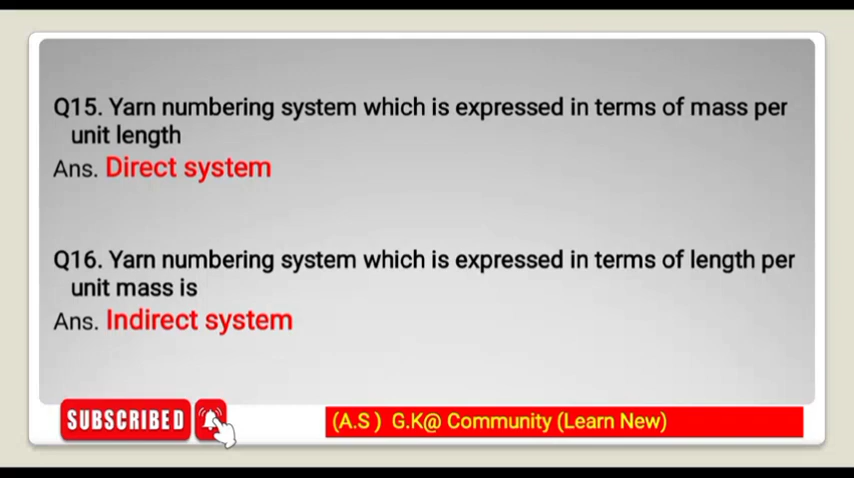 Q15. Yarn numbering system which is expressed in terms of mass per
unit length
Ans. Direct system
Q16. Yarn numbering system which is expressed in terms of length per
unit mass is
Ans. Indirect system
SUBSCRIBED
(A.S ) G.K@ Community (Learn New)